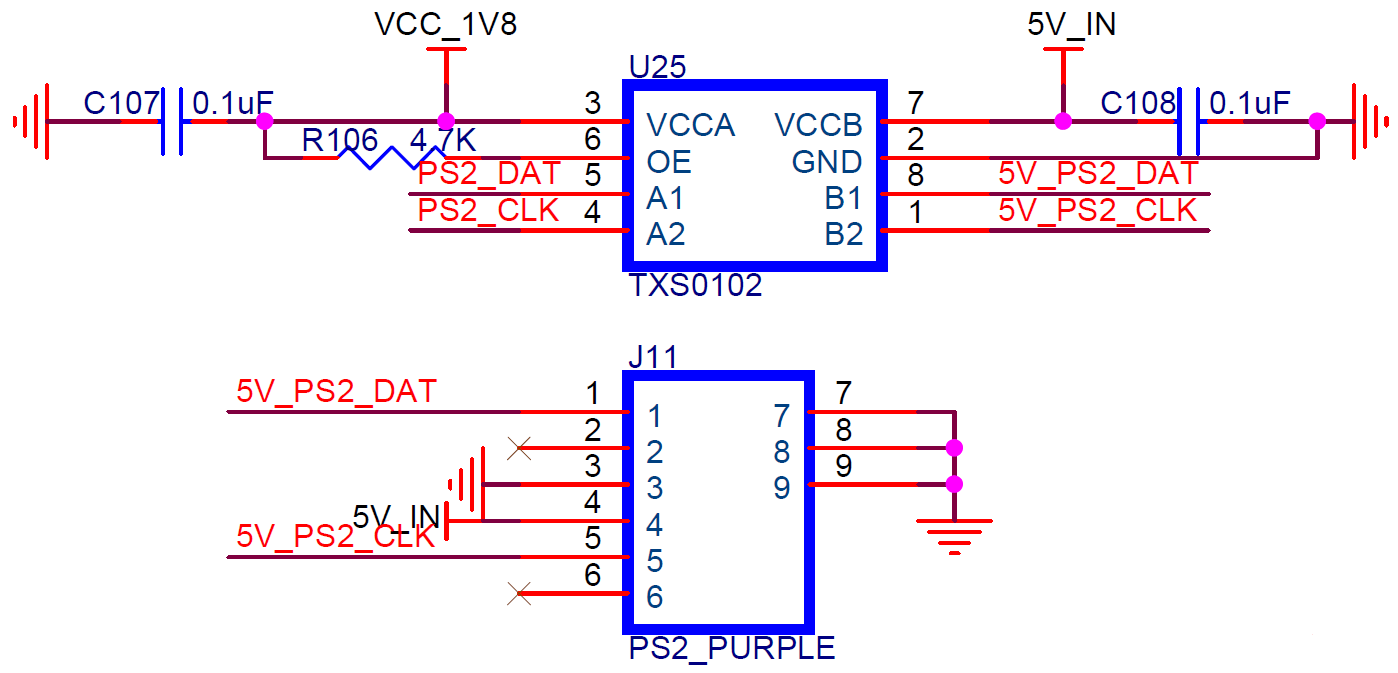 VCC_1V8
5V_IN
U25
C107 0.1uF
3
7
C108 0.1uF
VCCA VCCB
R106 4.7K
6
2
OE GND
PS2_DAT
5
8
5V_PS2_DAT
A1 B1
PS2_CLK
4
1
5V_PS2_CLK
A2 B2
TXS0102
J11
5V_PS2_DAT
1
7
1 7
2
8
2 8
3
9
3 9
4
5V_IN
4
5V_PS2_CLK
5
5
6
6
PS2_PURPLE